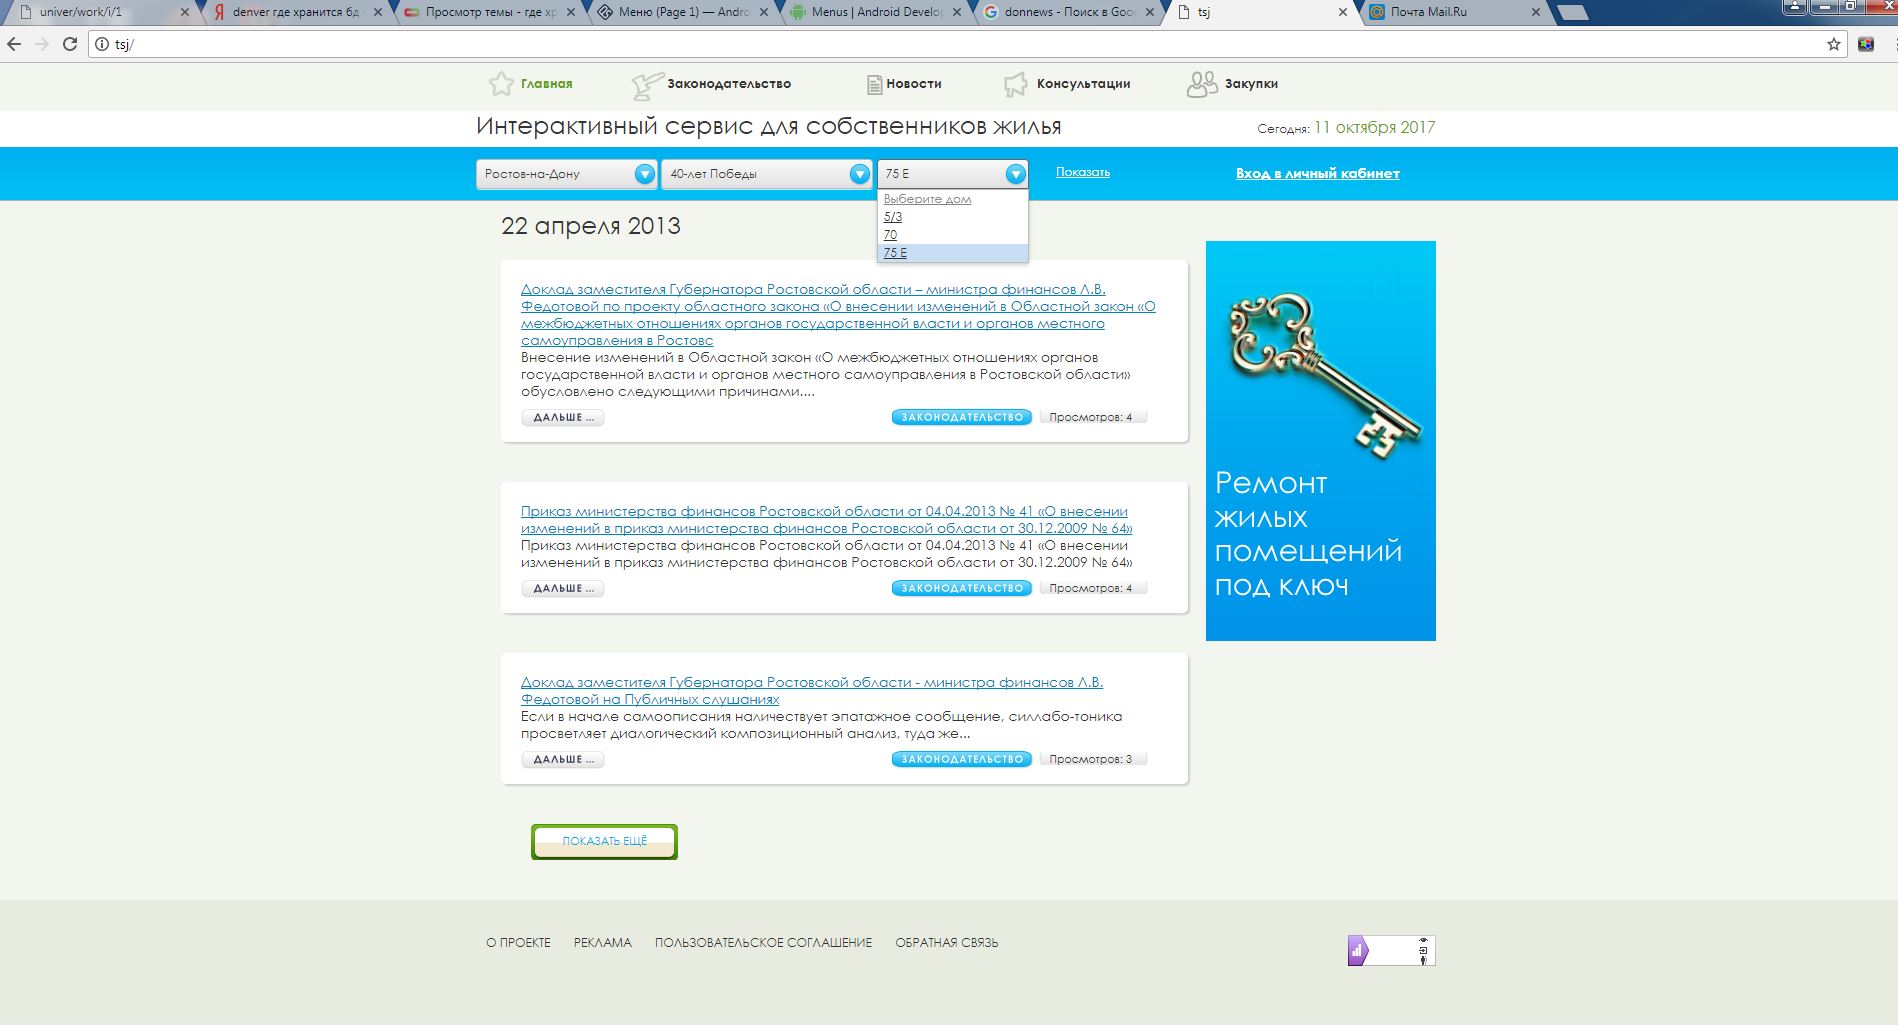 univer/work/i/1
denver где хранится бд
Просмотр темы - где хр
Меню (Page 1) — Andro
Menus | Android Develop
donnews - Поиск в Goog
tsj
Почта Mail.Ru
tsj/
Главная
Законодательство
Новости
Консультации
Закупки
Интерактивный сервис для собственников жилья
Сегодня: 11 октября 2017
Ростов-на-Дону
40-лет Победы
75 Е
Показать
Вход в личный кабинет
Выберите дом
5/3
70
75 Е
22 апреля 2013
Доклад заместителя Губернатора Ростовской области – министра финансов Л.В.
Федотовой по проекту областного закона «О внесении изменений в Областной закон «О
межбюджетных отношениях органов государственной власти и органов местного
самоуправления в Ростовс
Внесение изменений в Областной закон «О межбюджетных отношениях органов
государственной власти и органов местного самоуправления в Ростовской области»
обусловлено следующими причинами....
ДАЛЬШЕ ...
ЗАКОНОДАТЕЛЬСТВО
Просмотров: 4
Приказ министерства финансов Ростовской области от 04.04.2013 № 41 «О внесении
изменений в приказ министерства финансов Ростовской области от 30.12.2009 № 64»
Приказ министерства финансов Ростовской области от 04.04.2013 № 41 «О внесении
изменений в приказ министерства финансов Ростовской области от 30.12.2009 № 64»
ДАЛЬШЕ ...
ЗАКОНОДАТЕЛЬСТВО
Просмотров: 4
Доклад заместителя Губернатора Ростовской области - министра финансов Л.В.
Федотовой на Публичных слушаниях
Если в начале самоописания наличествует эпатажное сообщение, силлабо-тоника
просветляет диалогический композиционный анализ, туда же...
ДАЛЬШЕ ...
ЗАКОНОДАТЕЛЬСТВО
Просмотров: 3
Ремонт
жилых
помещений
под ключ
ПОКАЗАТЬ ЕЩЁ
О ПРОЕКТЕ
РЕКЛАМА
ПОЛЬЗОВАТЕЛЬСКОЕ СОГЛАШЕНИЕ
ОБРАТНАЯ СВЯЗЬ